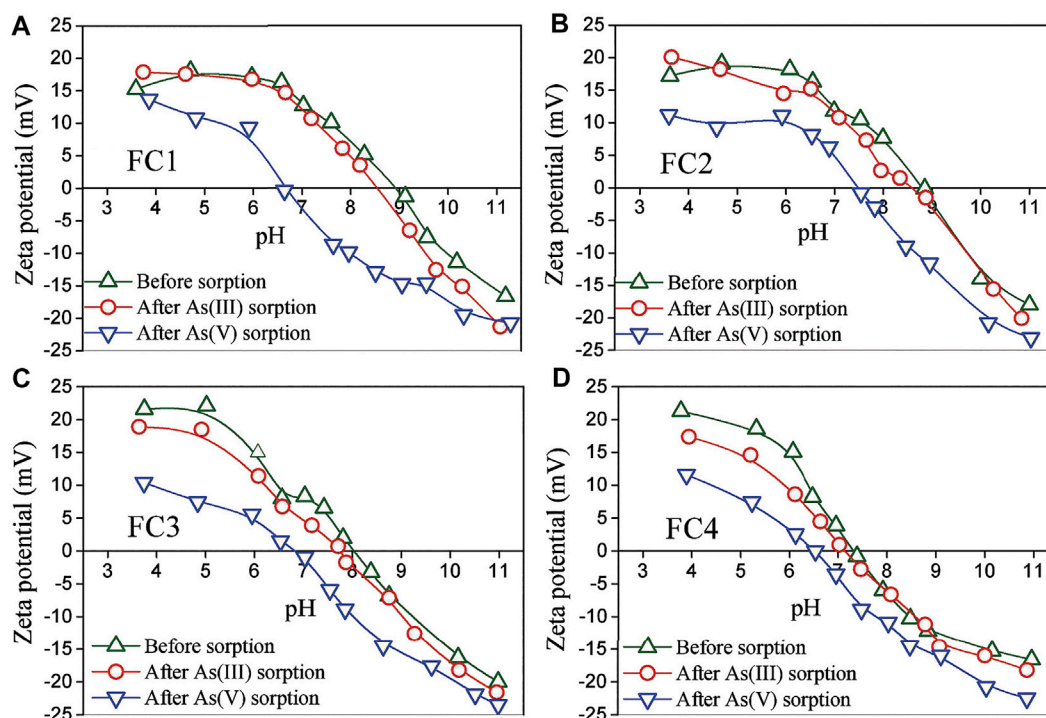 A
25
20
15
10
5
0
-5
-10
-15
-20
-25
Zeta potential (mV)
FC1
3 4 5 6 7 8 9 10 11
pH
Before sorption
After As(III) sorption
After As(V) sorption
B
25
20
15
10
5
0
-5
-10
-15
-20
-25
Zeta potential (mV)
FC2
3 4 5 6 7 8 9 10 11
pH
Before sorption
After As(III) sorption
After As(V) sorption
C
25
20
15
10
5
0
-5
-10
-15
-20
-25
Zeta potential (mV)
FC3
3 4 5 6 7 8 9 10 11
pH
Before sorption
After As(III) sorption
After As(V) sorption
D
25
20
15
10
5
0
-5
-10
-15
-20
-25
Zeta potential (mV)
FC4
3 4 5 6 7 8 9 10 11
pH
Before sorption
After As(III) sorption
After As(V) sorption